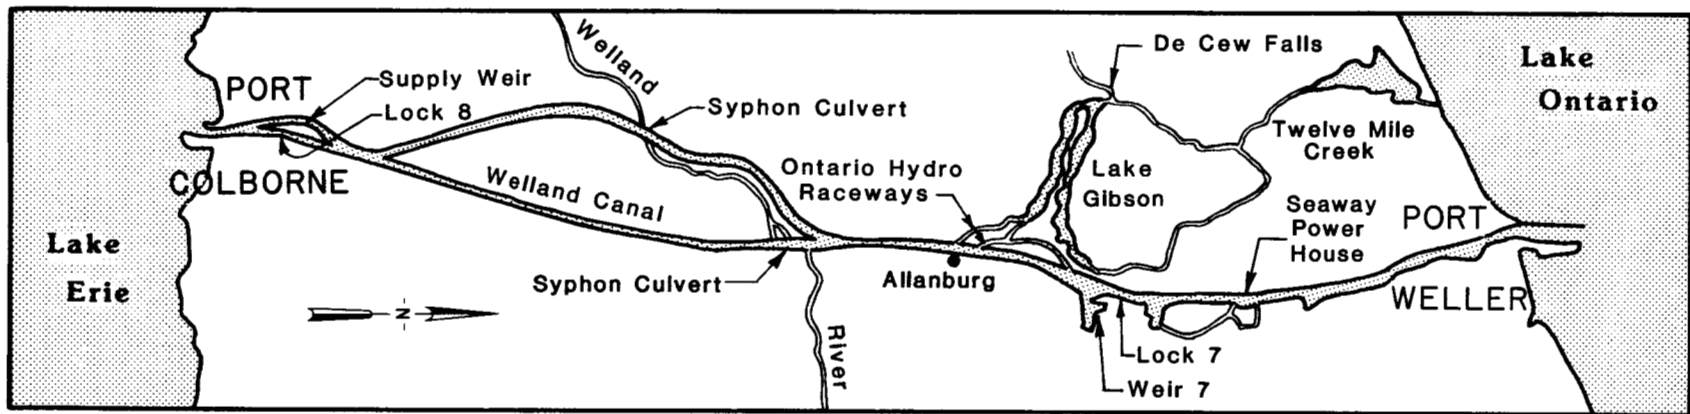 Lake
Erie
PORT
COLBORNE
Supply Weir
Lock 8
Welland
Syphon Culvert
Welland Canal
Syphon Culvert
N
River
Ontario Hydro
Raceways
Allanburg
De Cew Falls
Lake
Gibson
Twelve Mile
Creek
Seaway
Power
House
Lock 7
Weir 7
PORT
WELLER
Lake
Ontario